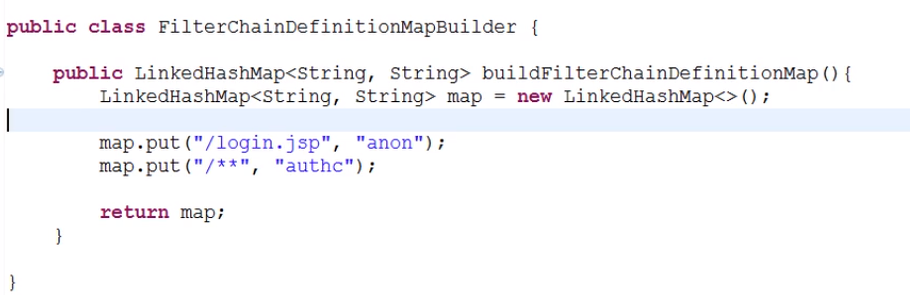 public class FilterChainDefinitionMapBuilder {
public LinkedHashMap<String, String> buildFilterChainDefinitionMap(){
LinkedHashMap<String, String> map = new LinkedHashMap<>();
map.put("/login.jsp", "anon");
map.put("/**", "authc");
return map;
}
}